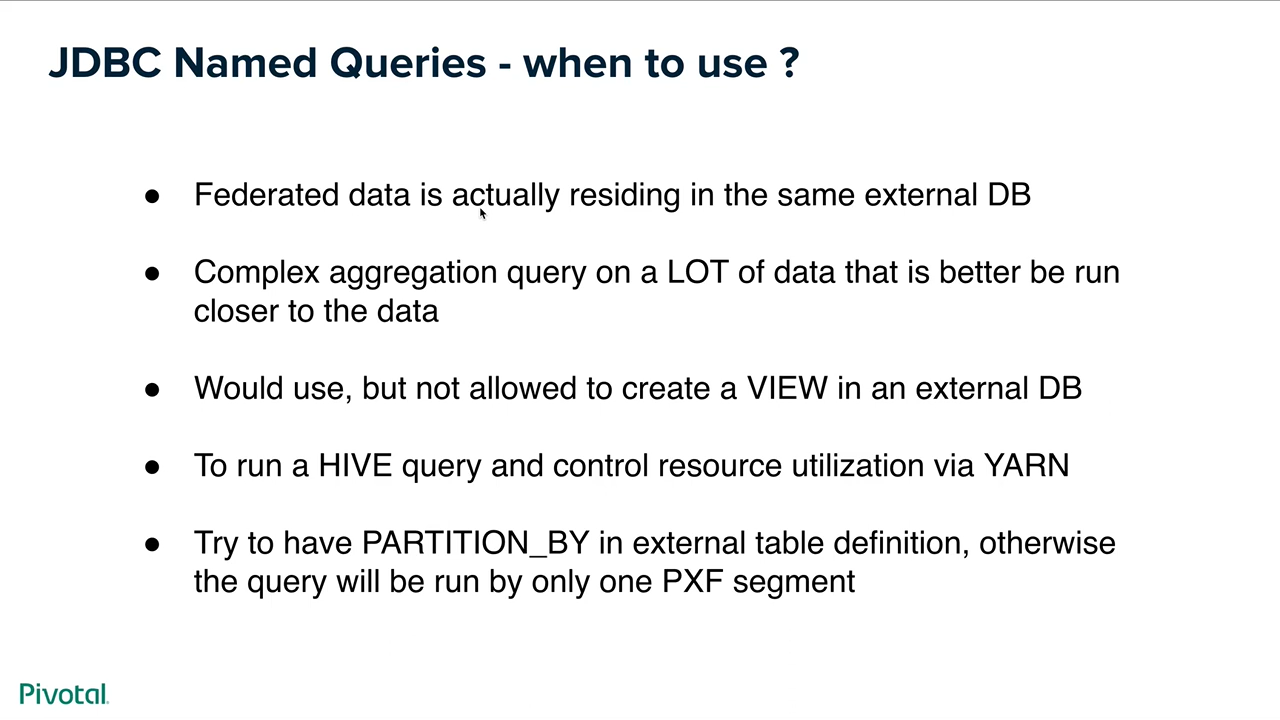 JDBC Named Queries - when to use ?
● Federated data is actually residing in the same external DB
● Complex aggregation query on a LOT of data that is better be run
closer to the data
● Would use, but not allowed to create a VIEW in an external DB
● To run a HIVE query and control resource utilization via YARN
● Try to have PARTITION_BY in external table definition, otherwise
the query will be run by only one PXF segment
Pivotal